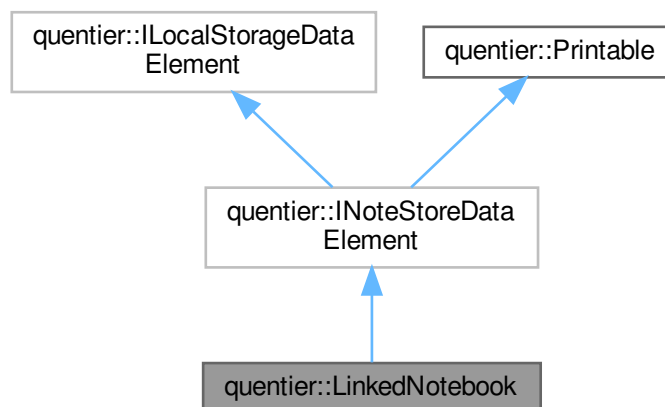 quentier::ILocalStorageData
Element
quentier::Printable
quentier::INoteStoreData
Element
quentier::LinkedNotebook